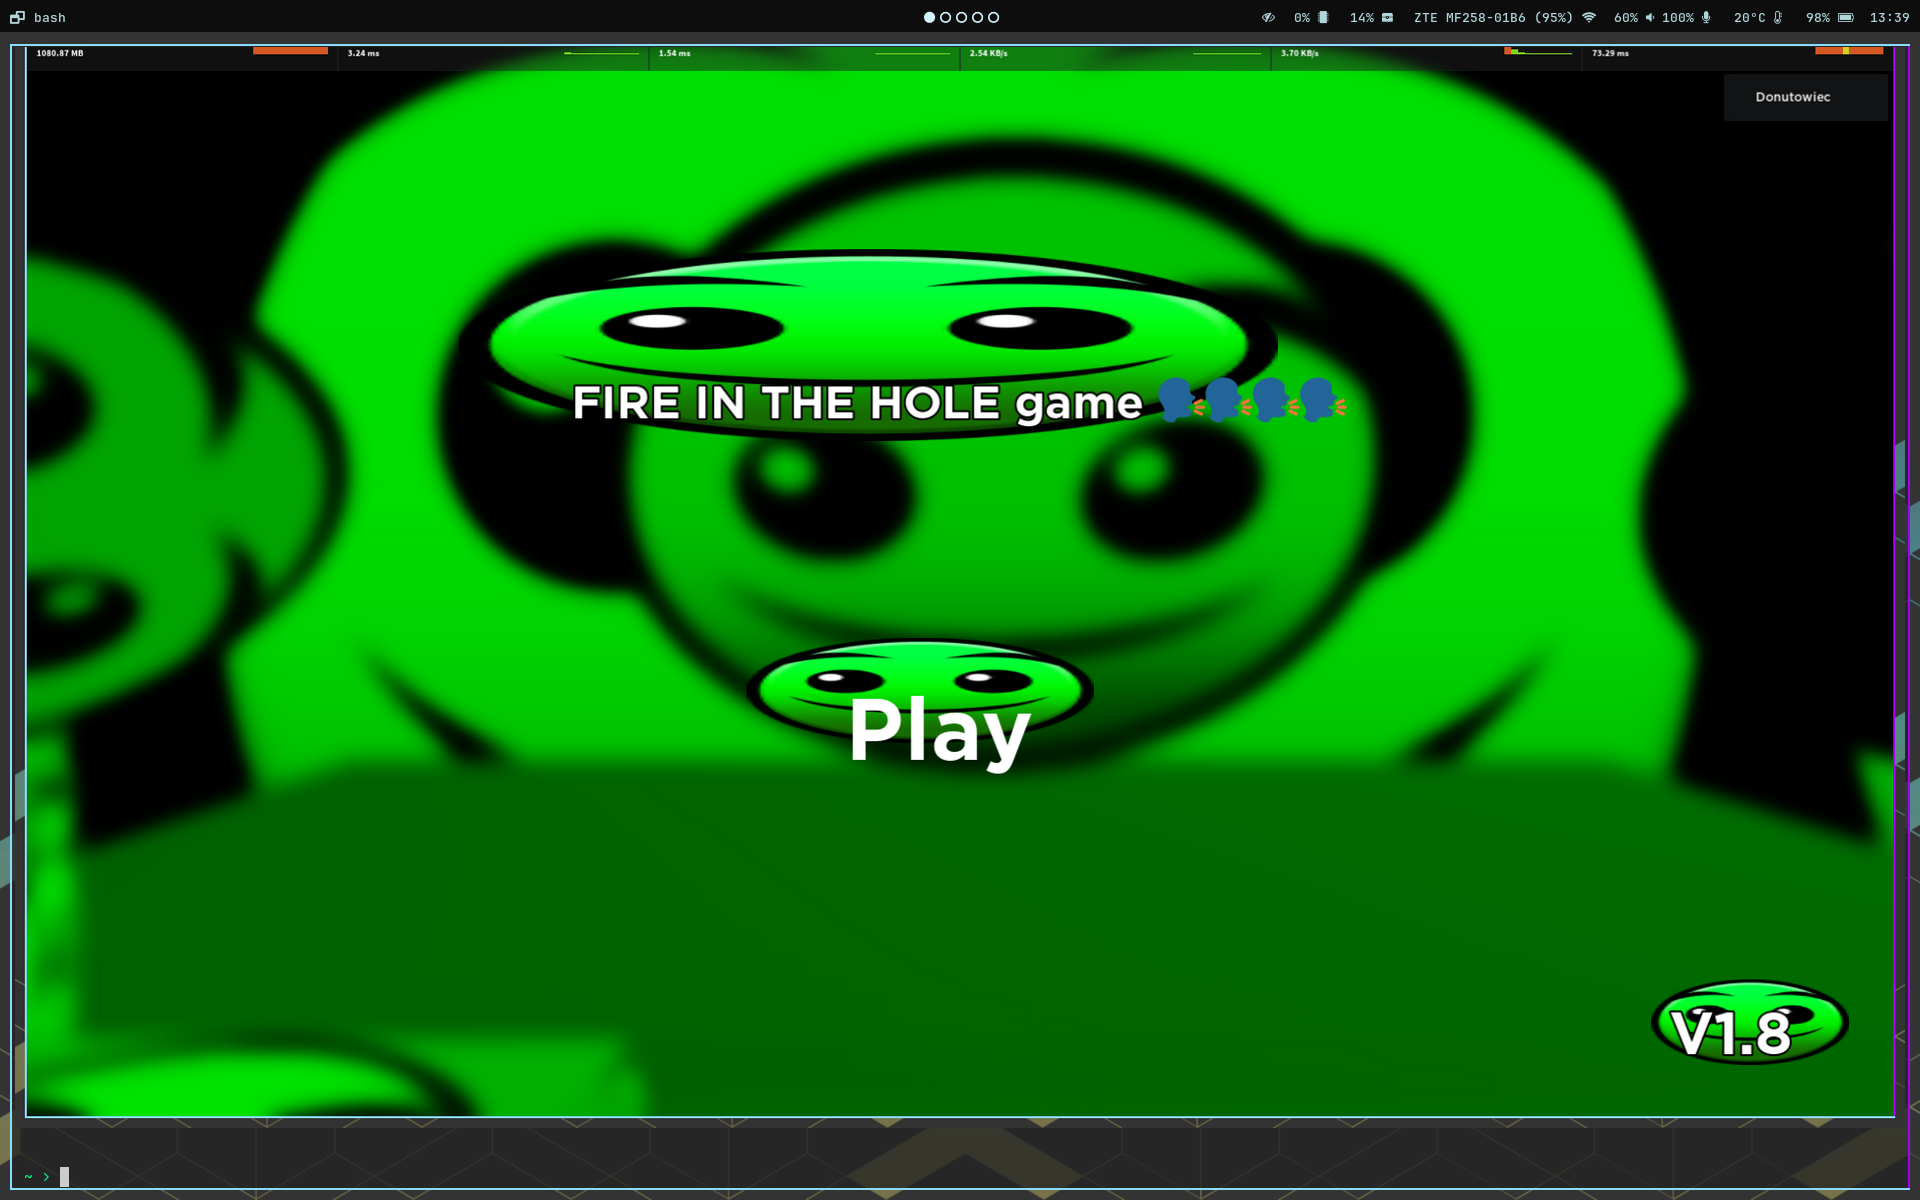 bash
0% 14% ZTE MF258-01B6 (95%) 60% 100% 20°C 98% 13:39
1080.87 MB 3.24 ms 1.54 ms 2.54 KB/s 3.70 KB/s 73.29 ms
Donutowiec
FIRE IN THE HOLE game 🗣️🗣️🗣️🗣️
Play
V1.8
~ >